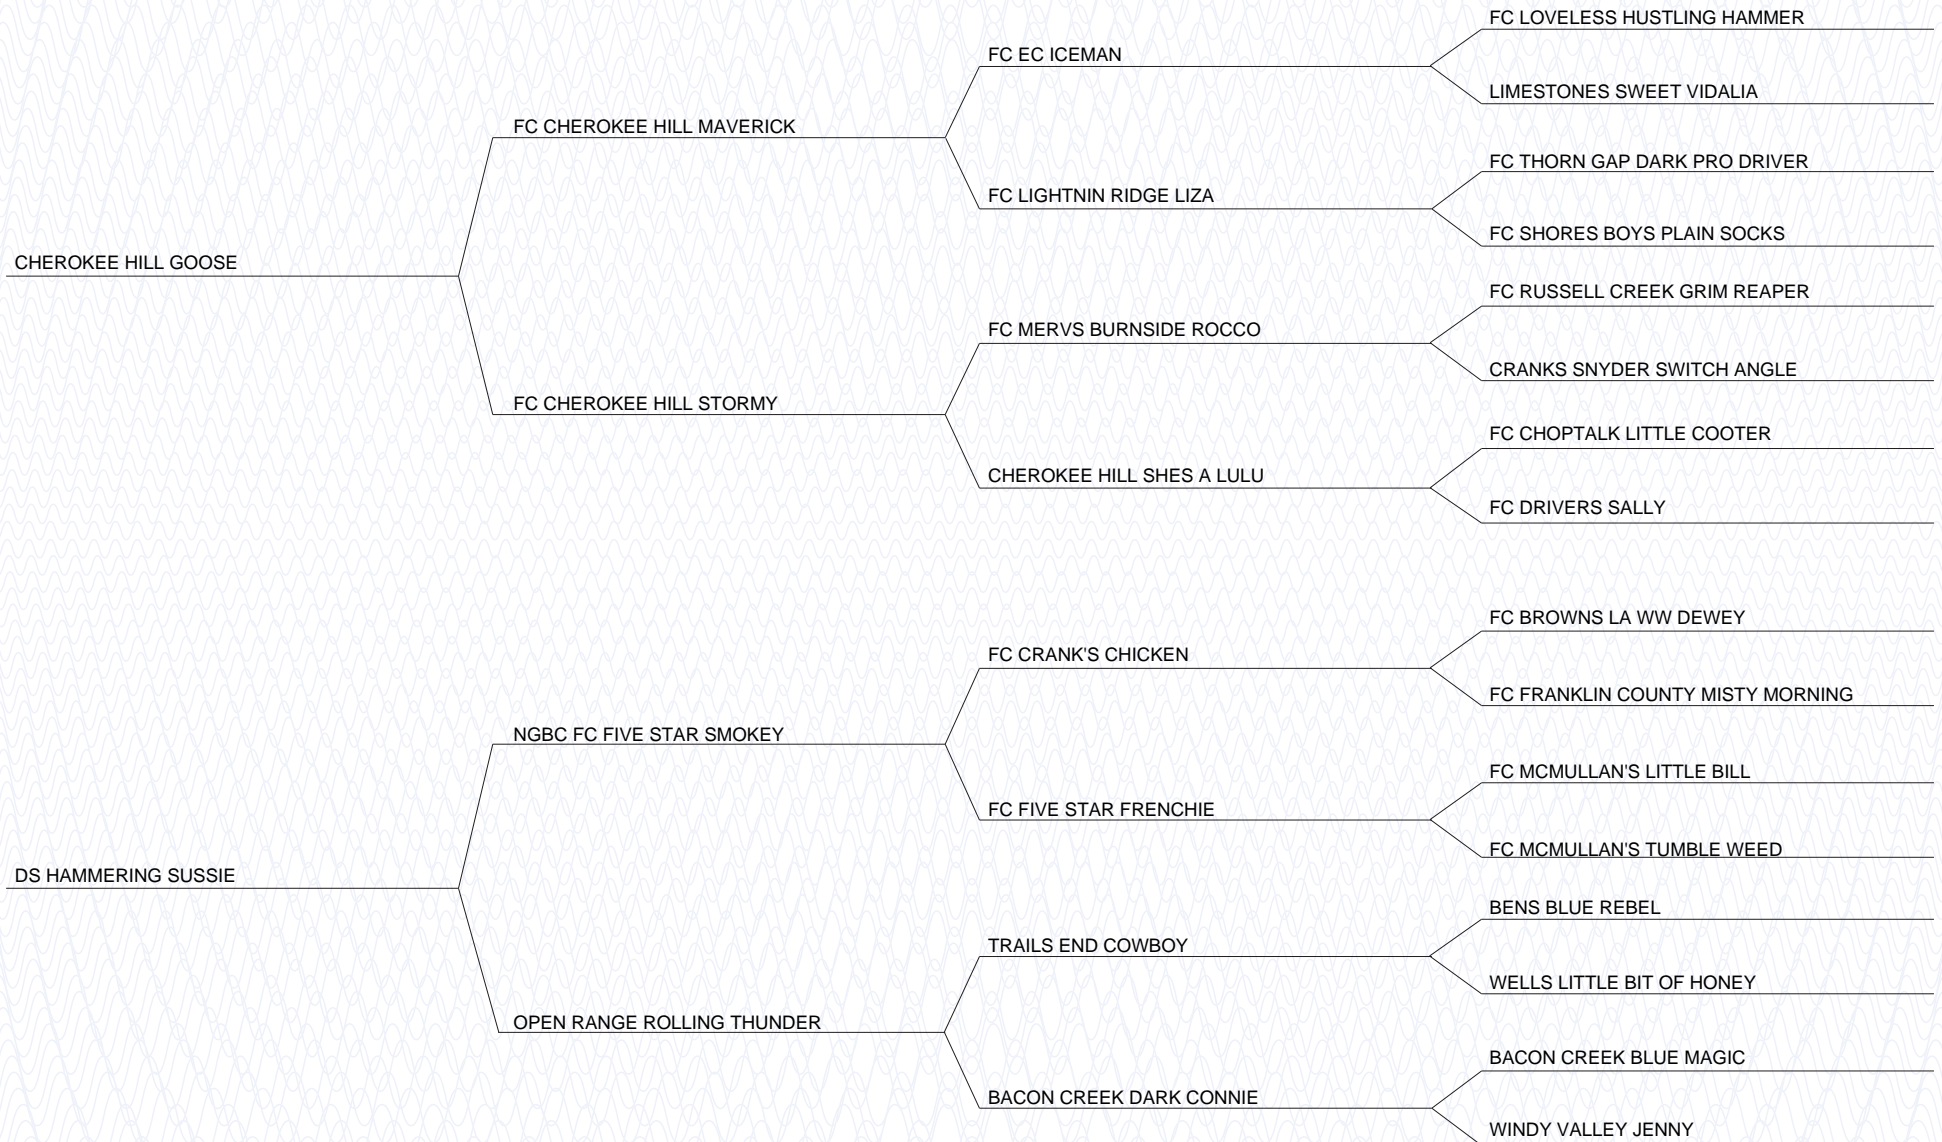 FC LOVELESS HUSTLING HAMMER
FC EC ICEMAN
LIMESTONES SWEET VIDALIA
FC CHEROKEE HILL MAVERICK
FC THORN GAP DARK PRO DRIVER
FC LIGHTNIN RIDGE LIZA
FC SHORES BOYS PLAIN SOCKS
CHEROKEE HILL GOOSE
FC RUSSELL CREEK GRIM REAPER
FC MERVS BURNSIDE ROCCO
CRANKS SNYDER SWITCH ANGLE
FC CHEROKEE HILL STORMY
FC CHOPTALK LITTLE COOTER
CHEROKEE HILL SHES A LULU
FC DRIVERS SALLY
FC BROWNS LA WW DEWEY
FC CRANK'S CHICKEN
FC FRANKLIN COUNTY MISTY MORNING
NGBC FC FIVE STAR SMOKEY
FC MCMULLAN'S LITTLE BILL
FC FIVE STAR FRENCHIE
FC MCMULLAN'S TUMBLE WEED
DS HAMMERING SUSSIE
BENS BLUE REBEL
TRAILS END COWBOY
WELLS LITTLE BIT OF HONEY
OPEN RANGE ROLLING THUNDER
BACON CREEK BLUE MAGIC
BACON CREEK DARK CONNIE
WINDY VALLEY JENNY